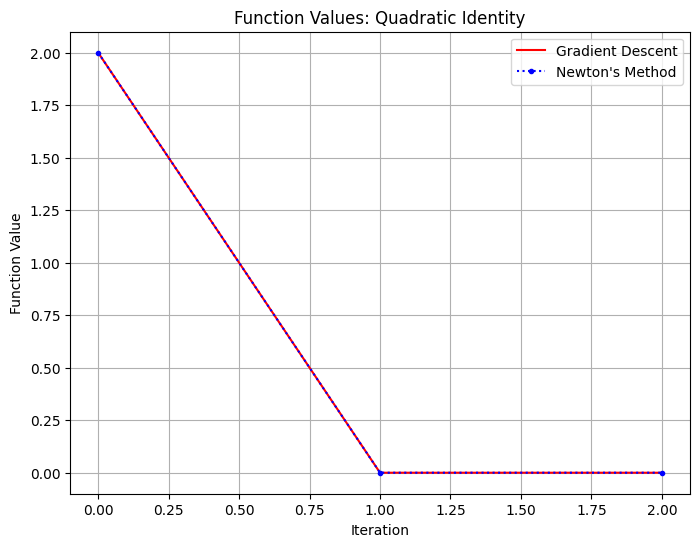 Function Values: Quadratic Identity
Gradient Descent
Newton's Method
Function Value
2.00
1.75
1.50
1.25
1.00
0.75
0.50
0.25
0.00
0.00 0.25 0.50 0.75 1.00 1.25 1.50 1.75 2.00
Iteration